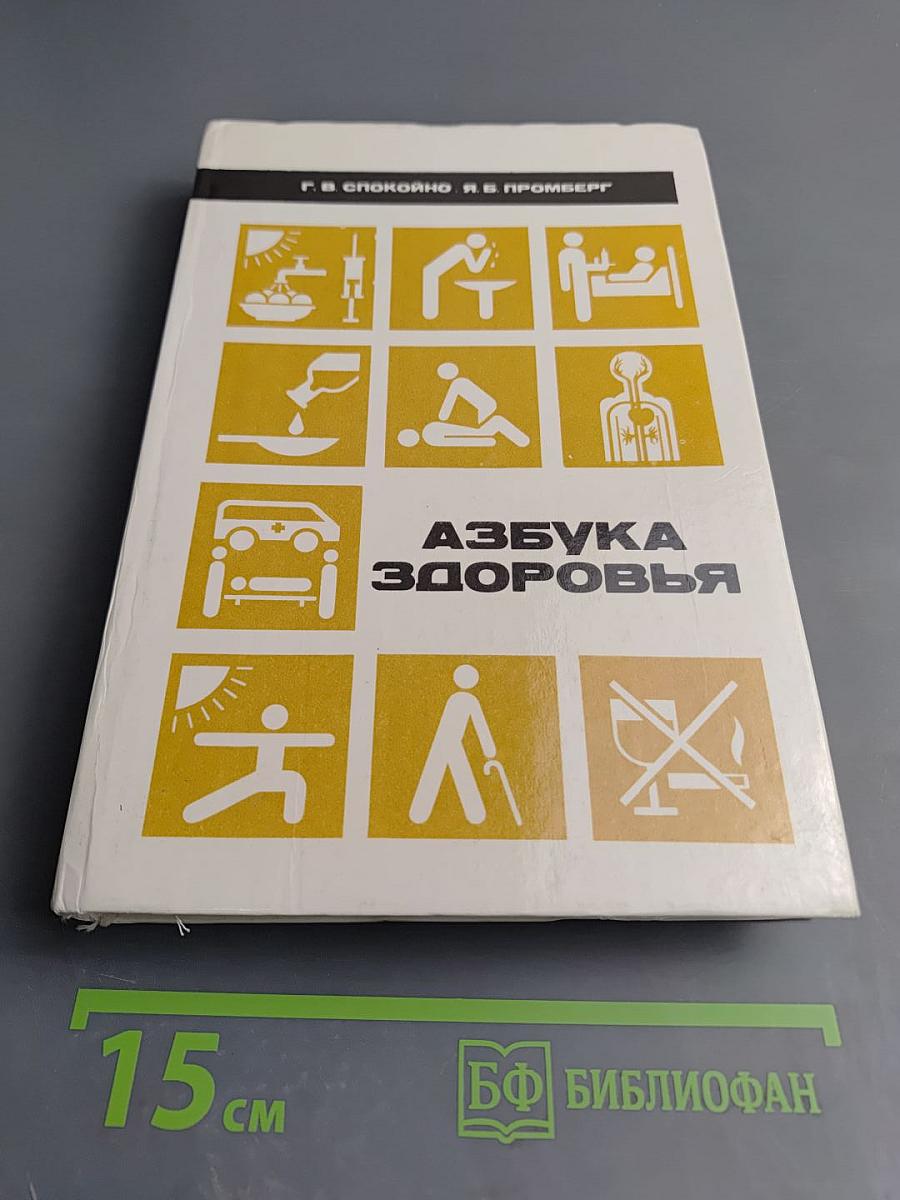 Г. В. СПОКОЙНО . Я. Б. ПРОМБЕРГ
АЗБУКА
ЗДОРОВЬЯ
15 см
БФ БИБЛИОФАН